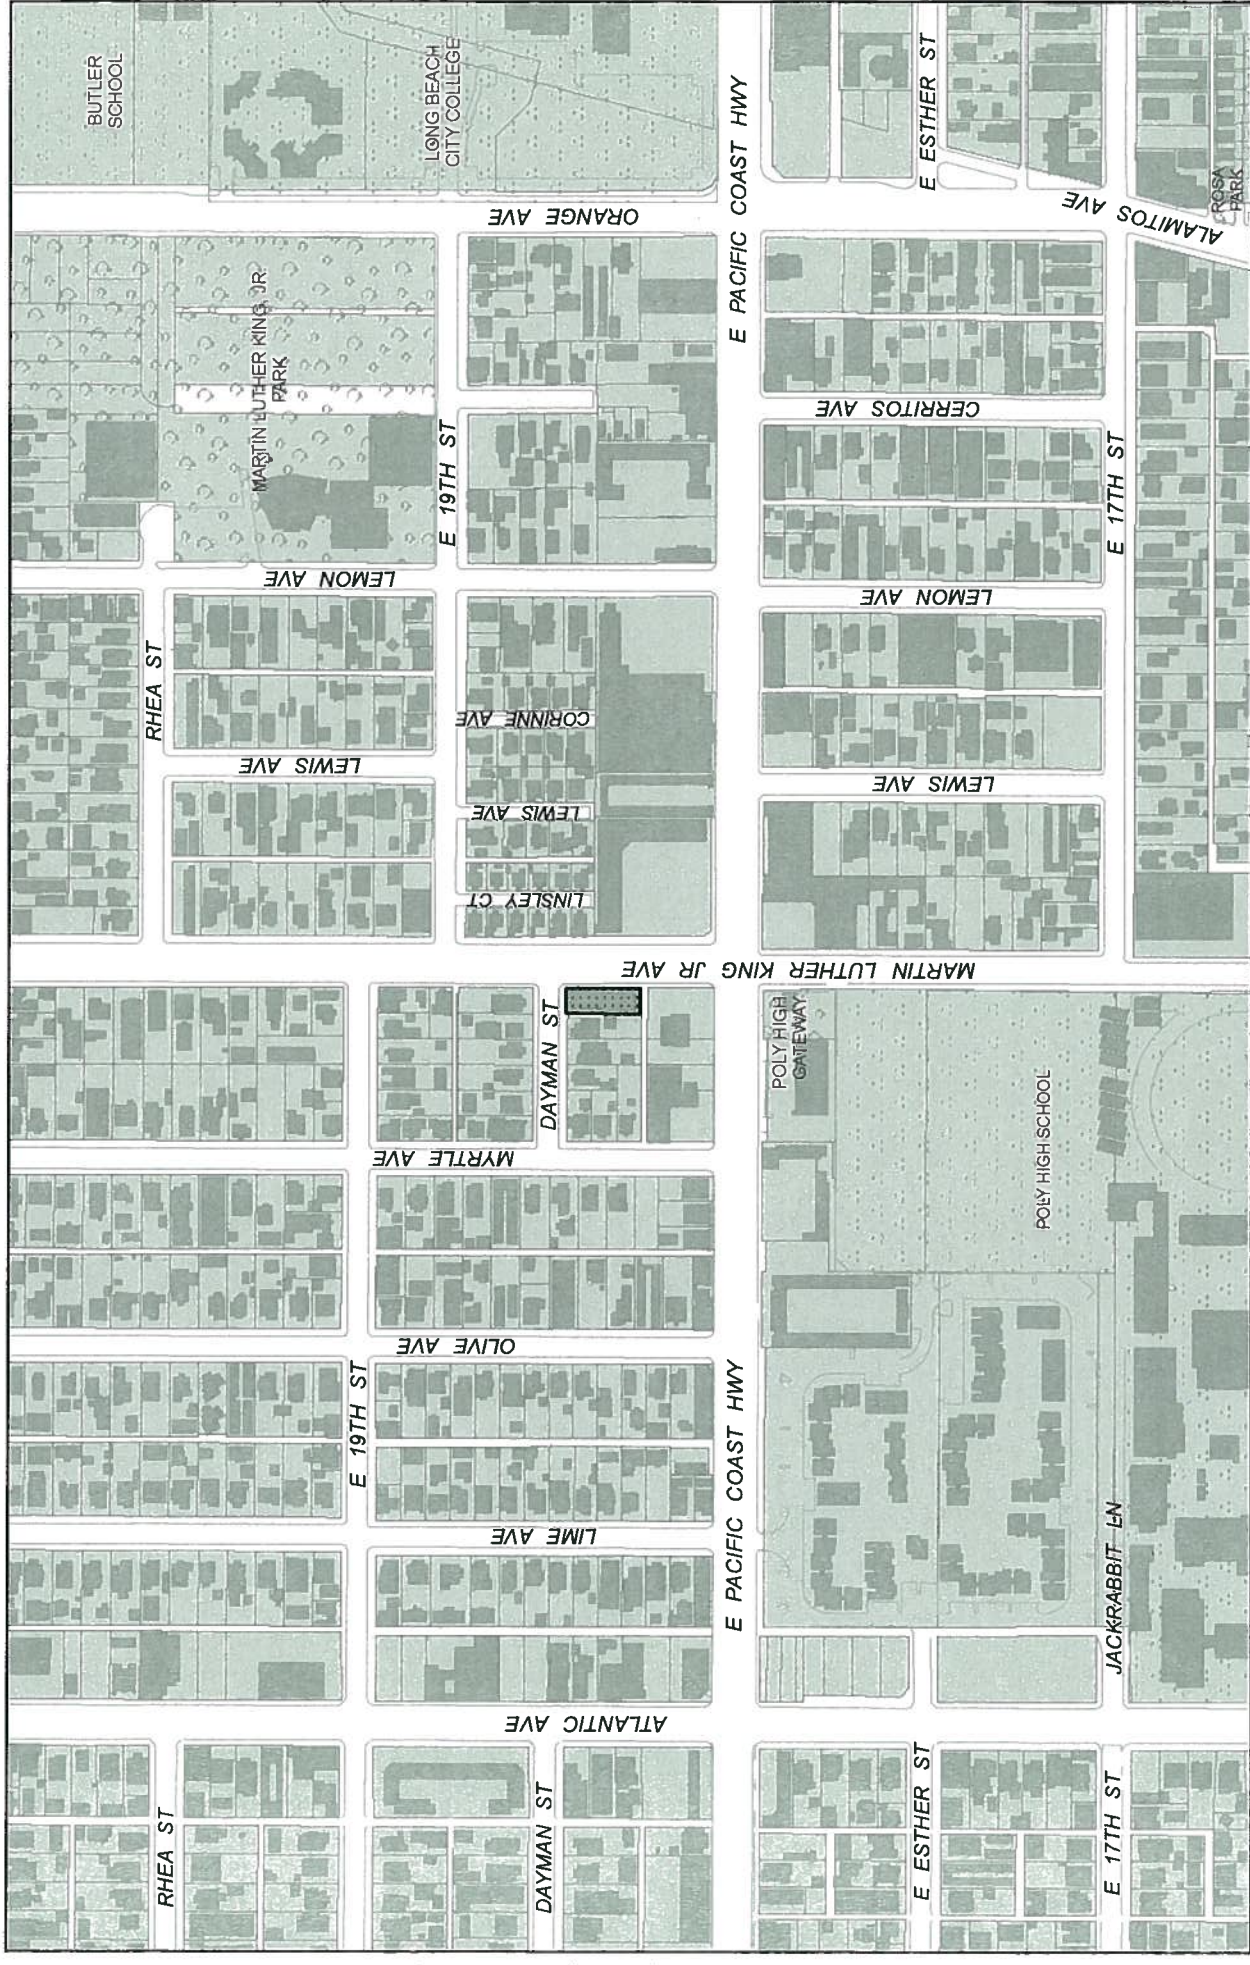 BUTLER
SCHOOL
LONG BEACH
CITY COLLEGE
E ESTHER ST
ORANGE AVE
E PACIFIC COAST HWY
ALAMITOS AVE
ROSA
PARK
MARTIN LUTHER KING, JR
PARK
E 19TH ST
CERRITOS AVE
E 17TH ST
LEMON AVE
LEMON AVE
RHEA ST
CORINNE AVE
LEWIS AVE
LEWIS AVE
LEWIS AVE
LINSLEY CT
MARTIN LUTHER KING JR AVE
DAYMAN ST
POLY HIGH
GATEWAY
MYRTLE AVE
POLY HIGH SCHOOL
OLIVE AVE
E 19TH ST
E PACIFIC COAST HWY
LIME AVE
JACKRABBIT LN
ATLANTIC AVE
RHEA ST
DAYMAN ST
E ESTHER ST
E 17TH ST